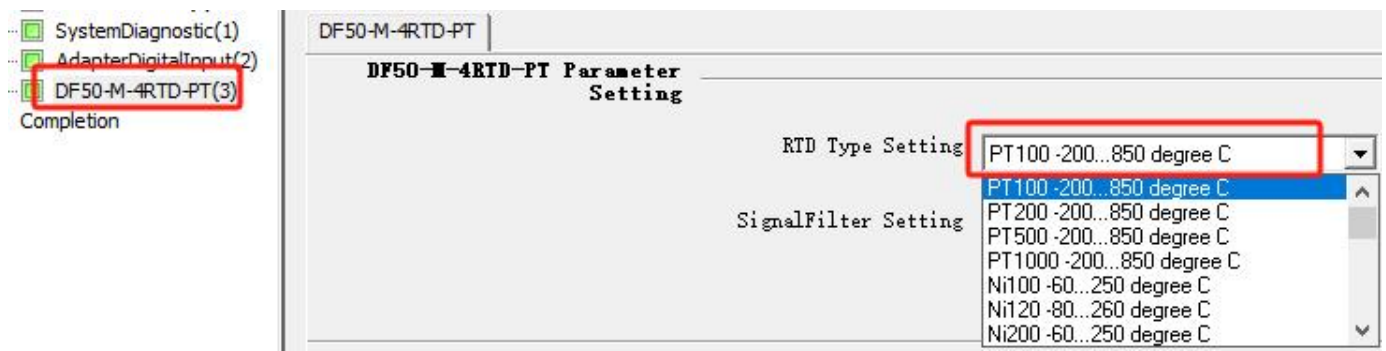 SystemDiagnostic(1)
AdapterDigitalInput(2)
DF50-M-4RTD-PT(3)
Completion
DF50-M-4RTD-PT
DF50-M-4RTD-PT Parameter
Setting
RTD Type Setting
PT100 -200...850 degree C
PT100 -200...850 degree C
PT200 -200...850 degree C
PT500 -200...850 degree C
PT1000 -200...850 degree C
Ni100 -60...250 degree C
Ni120 -80...260 degree C
Ni200 -60...250 degree C
SignalFilter Setting